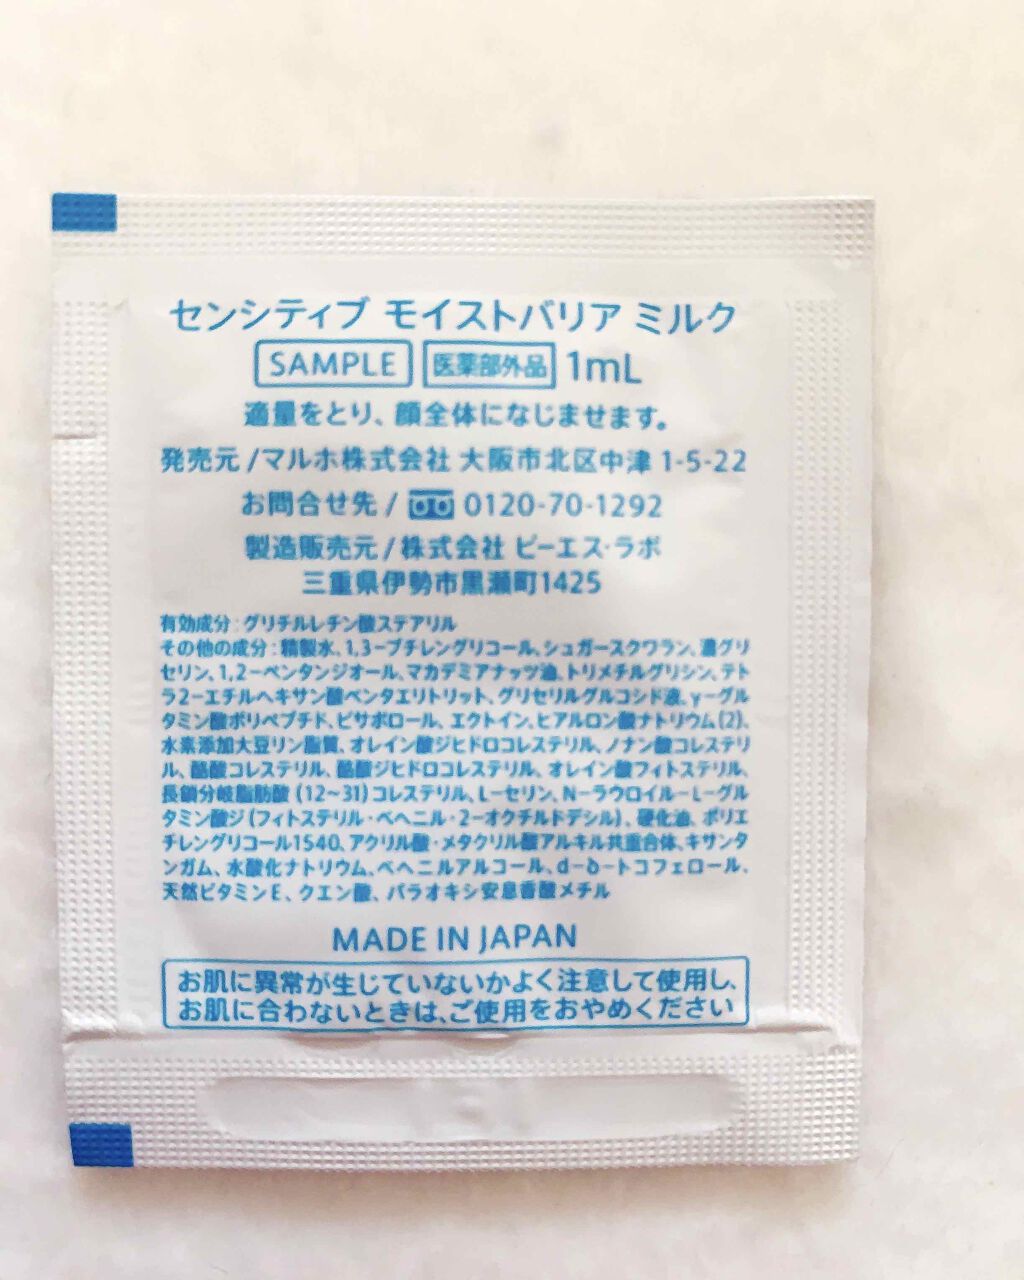 センシティブ モイストバリア ミルク
SAMPLE 医薬部外品 1mL
適量をとり、顔全体になじませます。
発売元/マルホ株式会社 大阪市北区中津 1-5-22
お問合せ先/ 0120-70-1292
製造販売元/株式会社 ピーエス・ラボ
三重県伊勢市黒瀬町1425
有効成分:グリチルレチン酸ステアリル
その他の成分:精製水、1,3-ブチレングリコール、シュガースクワラン、濃グリ
セリン、1,2-ペンタンジオール、マカデミアナッツ油、トリメチルグリシン、テト
ラ2-エチルヘキサン酸ペンタエリトリット、グリセリルグルコシド液、γ-グル
タミン酸ポリペプチド、ビサボロール、エクトイン、ヒアルロン酸ナトリウム(2)、
水素添加大豆リン脂質、オレイン酸ジヒドロコレステリル、ノナン酸コレステリ
ル、酪酸コレステリル、酪酸ジヒドロコレステリル、オレイン酸フィトステリル、
長鎖分岐脂肪酸(12~31)コレステリル、L-セリン、N-ラウロイル-L-グル
タミン酸ジ(フィトステリル・ベヘニル・2-オクチルドデシル)、硬化油、ポリエ
チレングリコール1540、アクリル酸・メタクリル酸アルキル共重合体、キサンタ
ンガム、水酸化ナトリウム、ベヘニルアルコール、d-δ-トコフェロール、
天然ビタミンE、クエン酸、パラオキシ安息香酸メチル
MADE IN JAPAN
お肌に異常が生じていないかよく注意して使用し、
お肌に合わないときは、ご使用をおやめください